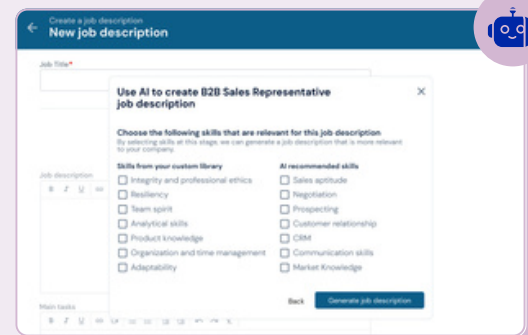 Create a job description
New job description
Job Title*
Use AI to create B2B Sales Representative
job description
Choose the following skills that are relevant for this job description
By selecting skills at this stage, we can generate a job description that is more relevant
to your company.
Skills from your custom library
Integrity and professional ethics
Resiliency
Team spirit
Analytical skills
Product knowledge
Organization and time management
Adaptability
AI recommended skills
Sales aptitude
Negotiation
Prospecting
Customer relationship
CRM
Communication skills
Market Knowledge
Back
Generate job description
Job description
B I U
Main tasks
B I U